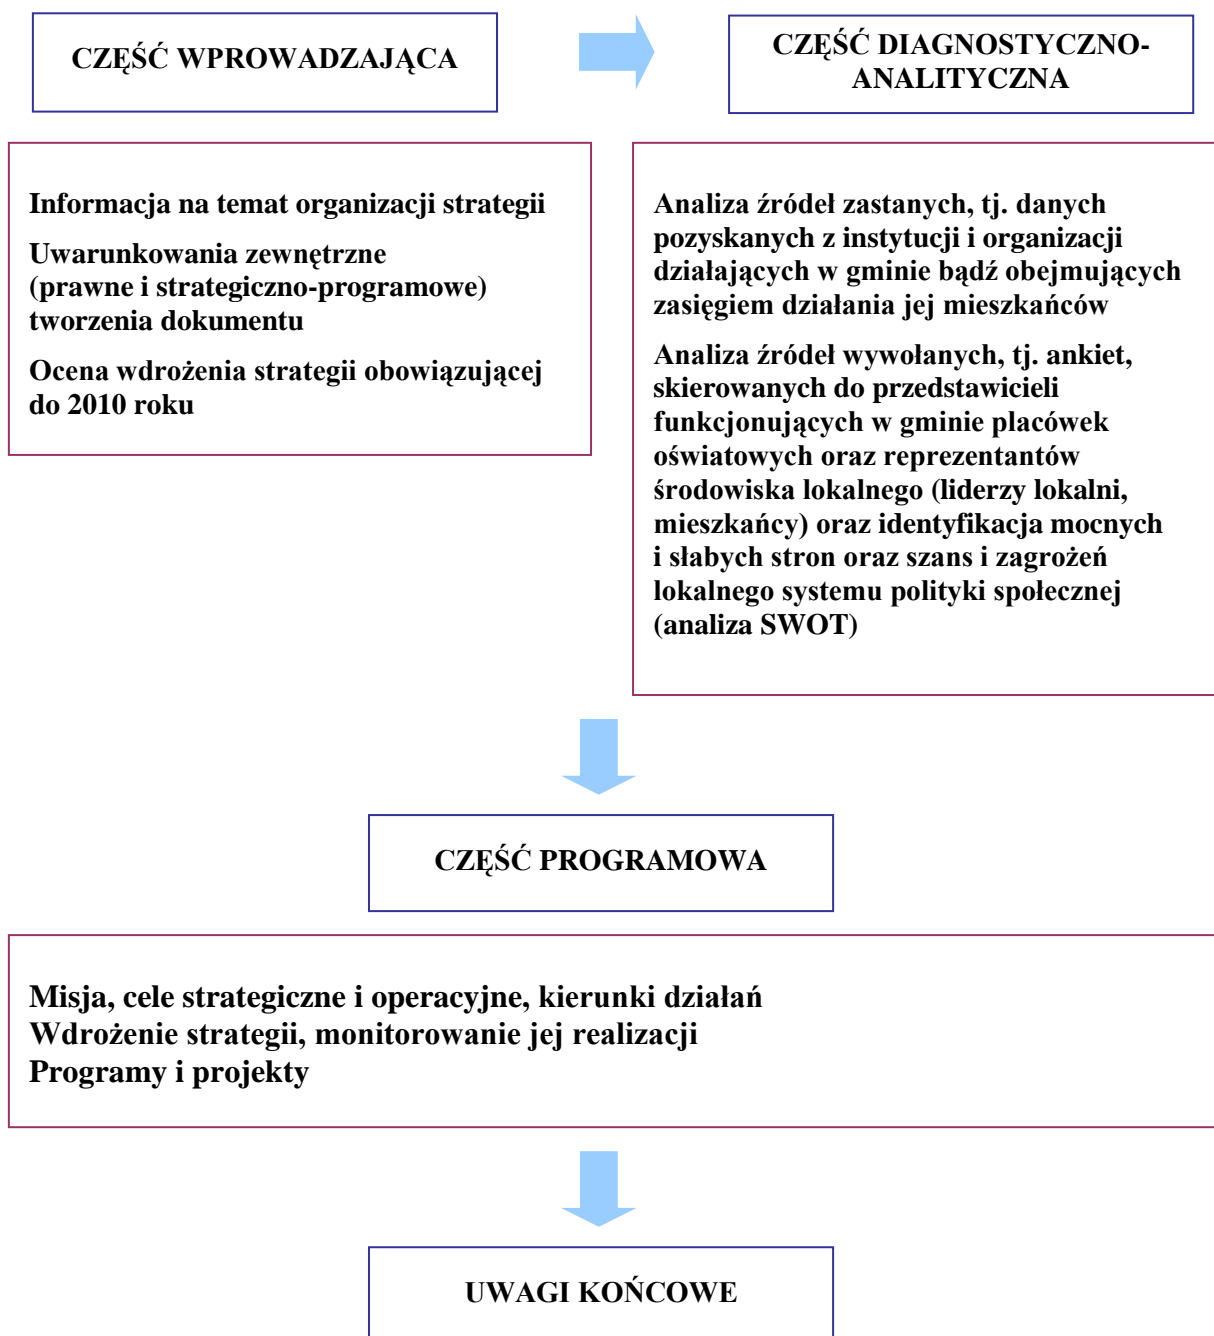 CZĘŚĆ WPROWADZAJĄCA
CZĘŚĆ DIAGNOSTYCZNO-
ANALITYCZNA
Informacja na temat organizacji strategii
Uwarunkowania zewnętrzne
(prawne i strategiczno-programowe)
tworzenia dokumentu
Ocena wdrożenia strategii obowiązującej
do 2010 roku
Analiza źródeł zastanych, tj. danych
pozyskanych z instytucji i organizacji
działających w gminie bądź obejmujących
zasięgiem działania jej mieszkańców
Analiza źródeł wywołanych, tj. ankiet,
skierowanych do przedstawicieli
funkcjonujących w gminie placówek
oświatowych oraz reprezentantów
środowiska lokalnego (liderzy lokalni,
mieszkańcy) oraz identyfikacja mocnych
i słabych stron oraz szans i zagrożeń
lokalnego systemu polityki społecznej
(analiza SWOT)
CZĘŚĆ PROGRAMOWA
Misja, cele strategiczne i operacyjne, kierunki działań
Wdrożenie strategii, monitorowanie jej realizacji
Programy i projekty
UWAGI KOŃCOWE